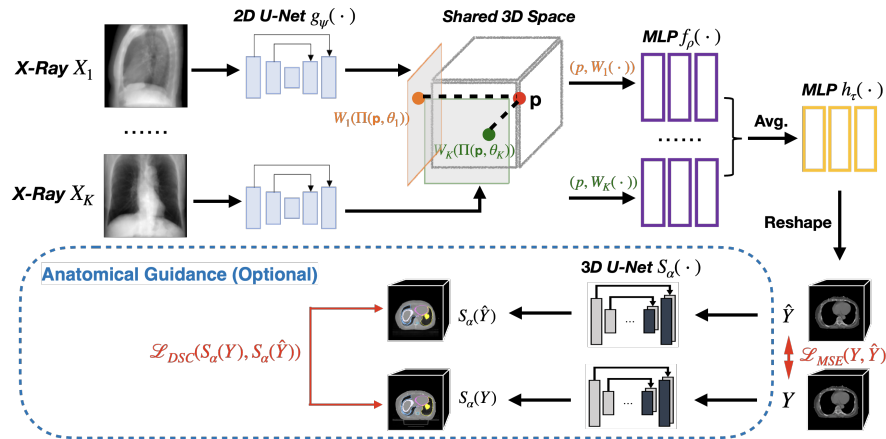 2D U-Net g_ψ(·)
Shared 3D Space
MLP f_ρ(·)
X-Ray X_1
(p, W_1(·))
MLP h_τ(·)
W_1(Π(p, θ_1))
p
......
......
Avg.
W_K(Π(p, θ_K))
X-Ray X_K
(p, W_K(·))
Reshape
Anatomical Guidance (Optional)
3D U-Net S_α(·)
S_α(Ŷ)
...
Ŷ
ℒ_DSC(S_α(Y), S_α(Ŷ))
ℒ_MSE(Y, Ŷ)
S_α(Y)
...
Y